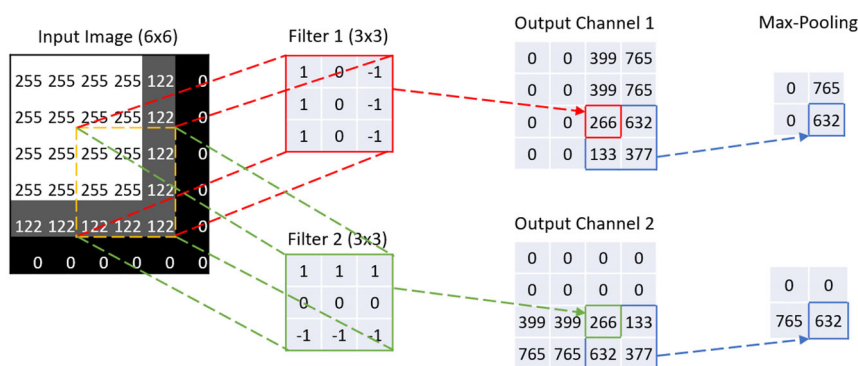 Input Image (6x6)
255 255 255 255 122 0
255 255 255 255 122 0
255 255 255 255 122 0
255 255 255 255 122 0
122 122 122 122 122 0
0 0 0 0 0 0
Filter 1 (3x3)
1 0 -1
1 0 -1
1 0 -1
Filter 2 (3x3)
1 1 1
0 0 0
-1 -1 -1
Output Channel 1
0 0 399 765
0 0 399 765
0 0 266 632
0 0 133 377
Output Channel 2
0 0 0 0
0 0 0 0
399 399 266 133
765 765 632 377
Max-Pooling
0 765
0 632
0 0
765 632